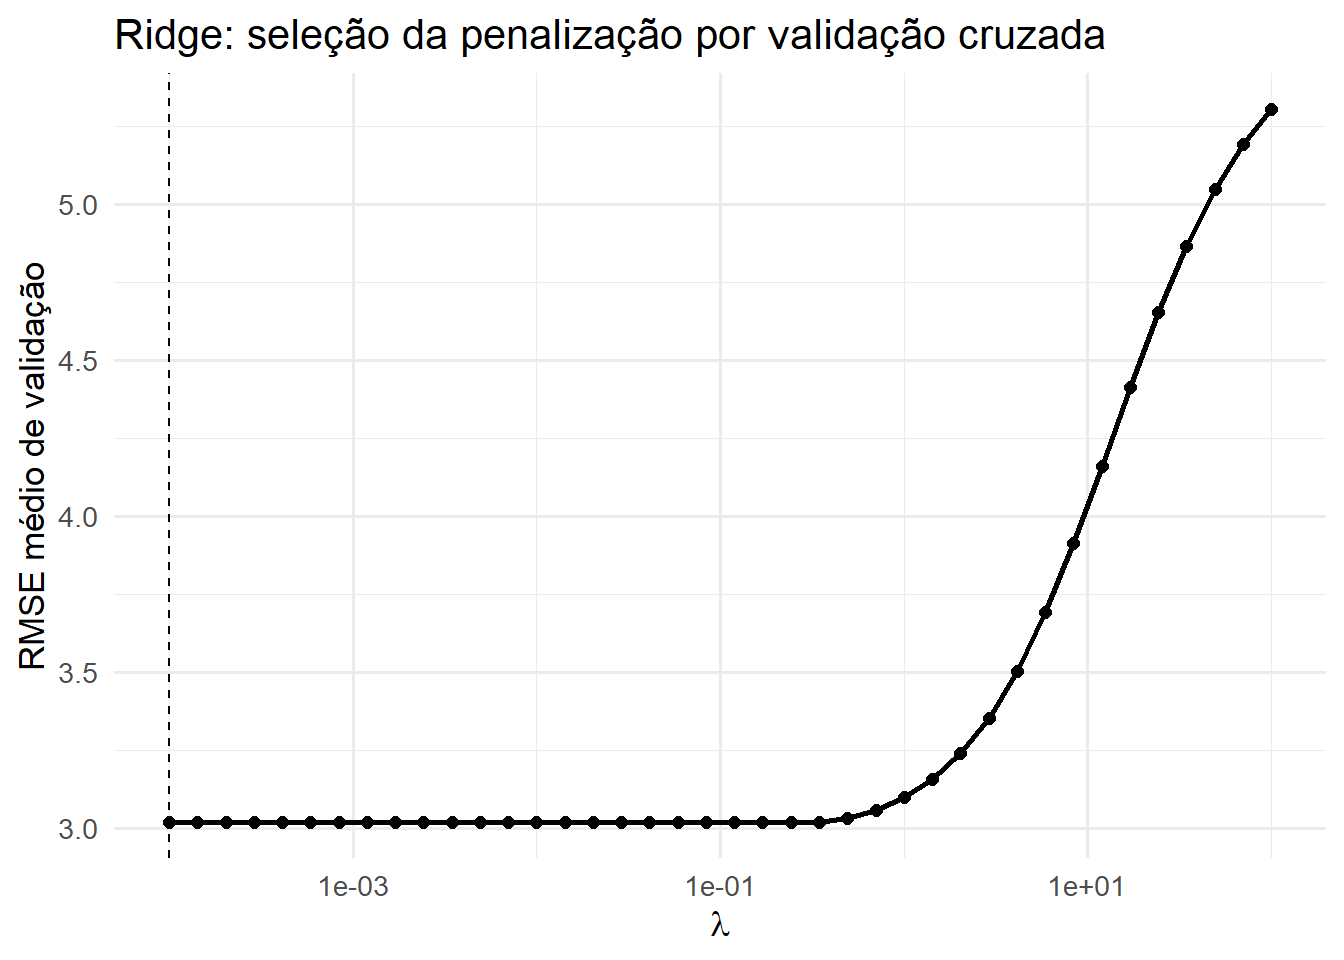 Ridge: seleção da penalização por validação cruzada
RMSE médio de validação
5.0
4.5
4.0
3.5
3.0
1e-03
1e-01
1e+01
λ